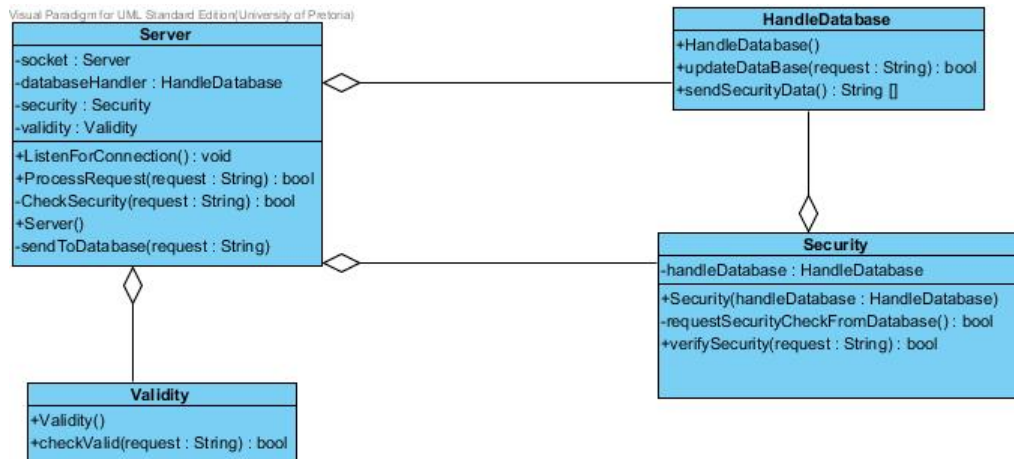 Visual Paradigm for UML Standard Edition(University of Pretoria)
Server
-socket : Server
-databaseHandler : HandleDatabase
-security : Security
-validity : Validity
+ListenForConnection() : void
+ProcessRequest(request : String) : bool
-CheckSecurity(request : String) : bool
+Server()
-sendToDatabase(request : String)
HandleDatabase
+HandleDatabase()
+updateDataBase(request : String) : bool
+sendSecurityData() : String []
Security
-handleDatabase : HandleDatabase
+Security(handleDatabase : HandleDatabase)
-requestSecurityCheckFromDatabase() : bool
+verifySecurity(request : String) : bool
Validity
+Validity()
+checkValid(request : String) : bool